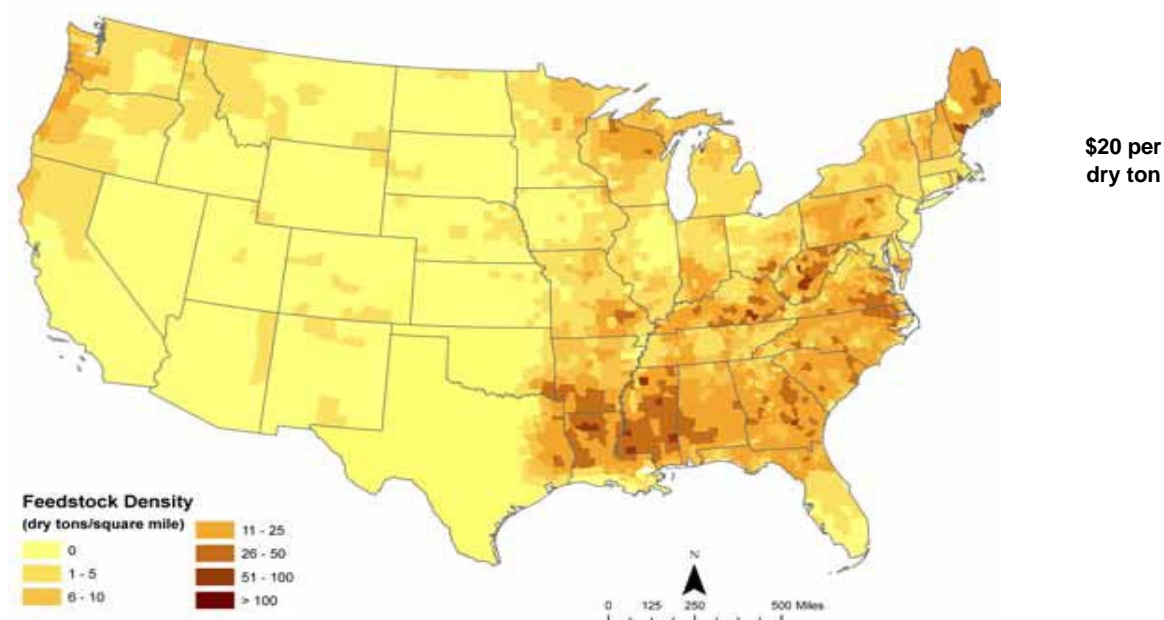 $20 per
dry ton
Feedstock Density
(dry tons/square mile)
0
1 - 5
6 - 10
11 - 25
26 - 50
51 - 100
> 100
N
0 125 250 500 Miles